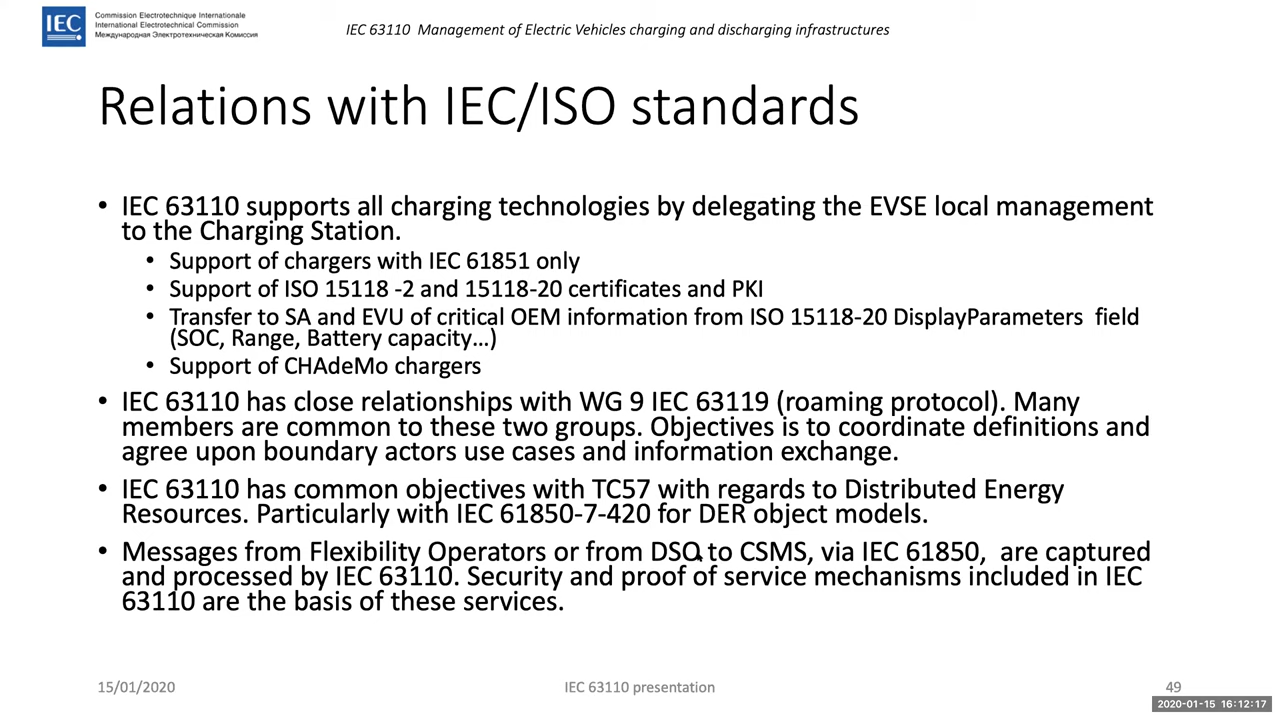 IEC
Commission Electrotechnique Internationale
International Electrotechnical Commission
Международная Электротехническая Комиссия
IEC 63110 Management of Electric Vehicles charging and discharging infrastructures
Relations with IEC/ISO standards
• IEC 63110 supports all charging technologies by delegating the EVSE local management
to the Charging Station.
• Support of chargers with IEC 61851 only
• Support of ISO 15118 -2 and 15118-20 certificates and PKI
• Transfer to SA and EVU of critical OEM information from ISO 15118-20 DisplayParameters field
(SOC, Range, Battery capacity...)
• Support of CHAdeMo chargers
• IEC 63110 has close relationships with WG 9 IEC 63119 (roaming protocol). Many
members are common to these two groups. Objectives is to coordinate definitions and
agree upon boundary actors use cases and information exchange.
• IEC 63110 has common objectives with TC57 with regards to Distributed Energy
Resources. Particularly with IEC 61850-7-420 for DER object models.
• Messages from Flexibility Operators or from DSO to CSMS, via IEC 61850, are captured
and processed by IEC 63110. Security and proof of service mechanisms included in IEC
63110 are the basis of these services.
15/01/2020
IEC 63110 presentation
49
2020-01-15 16:12:17